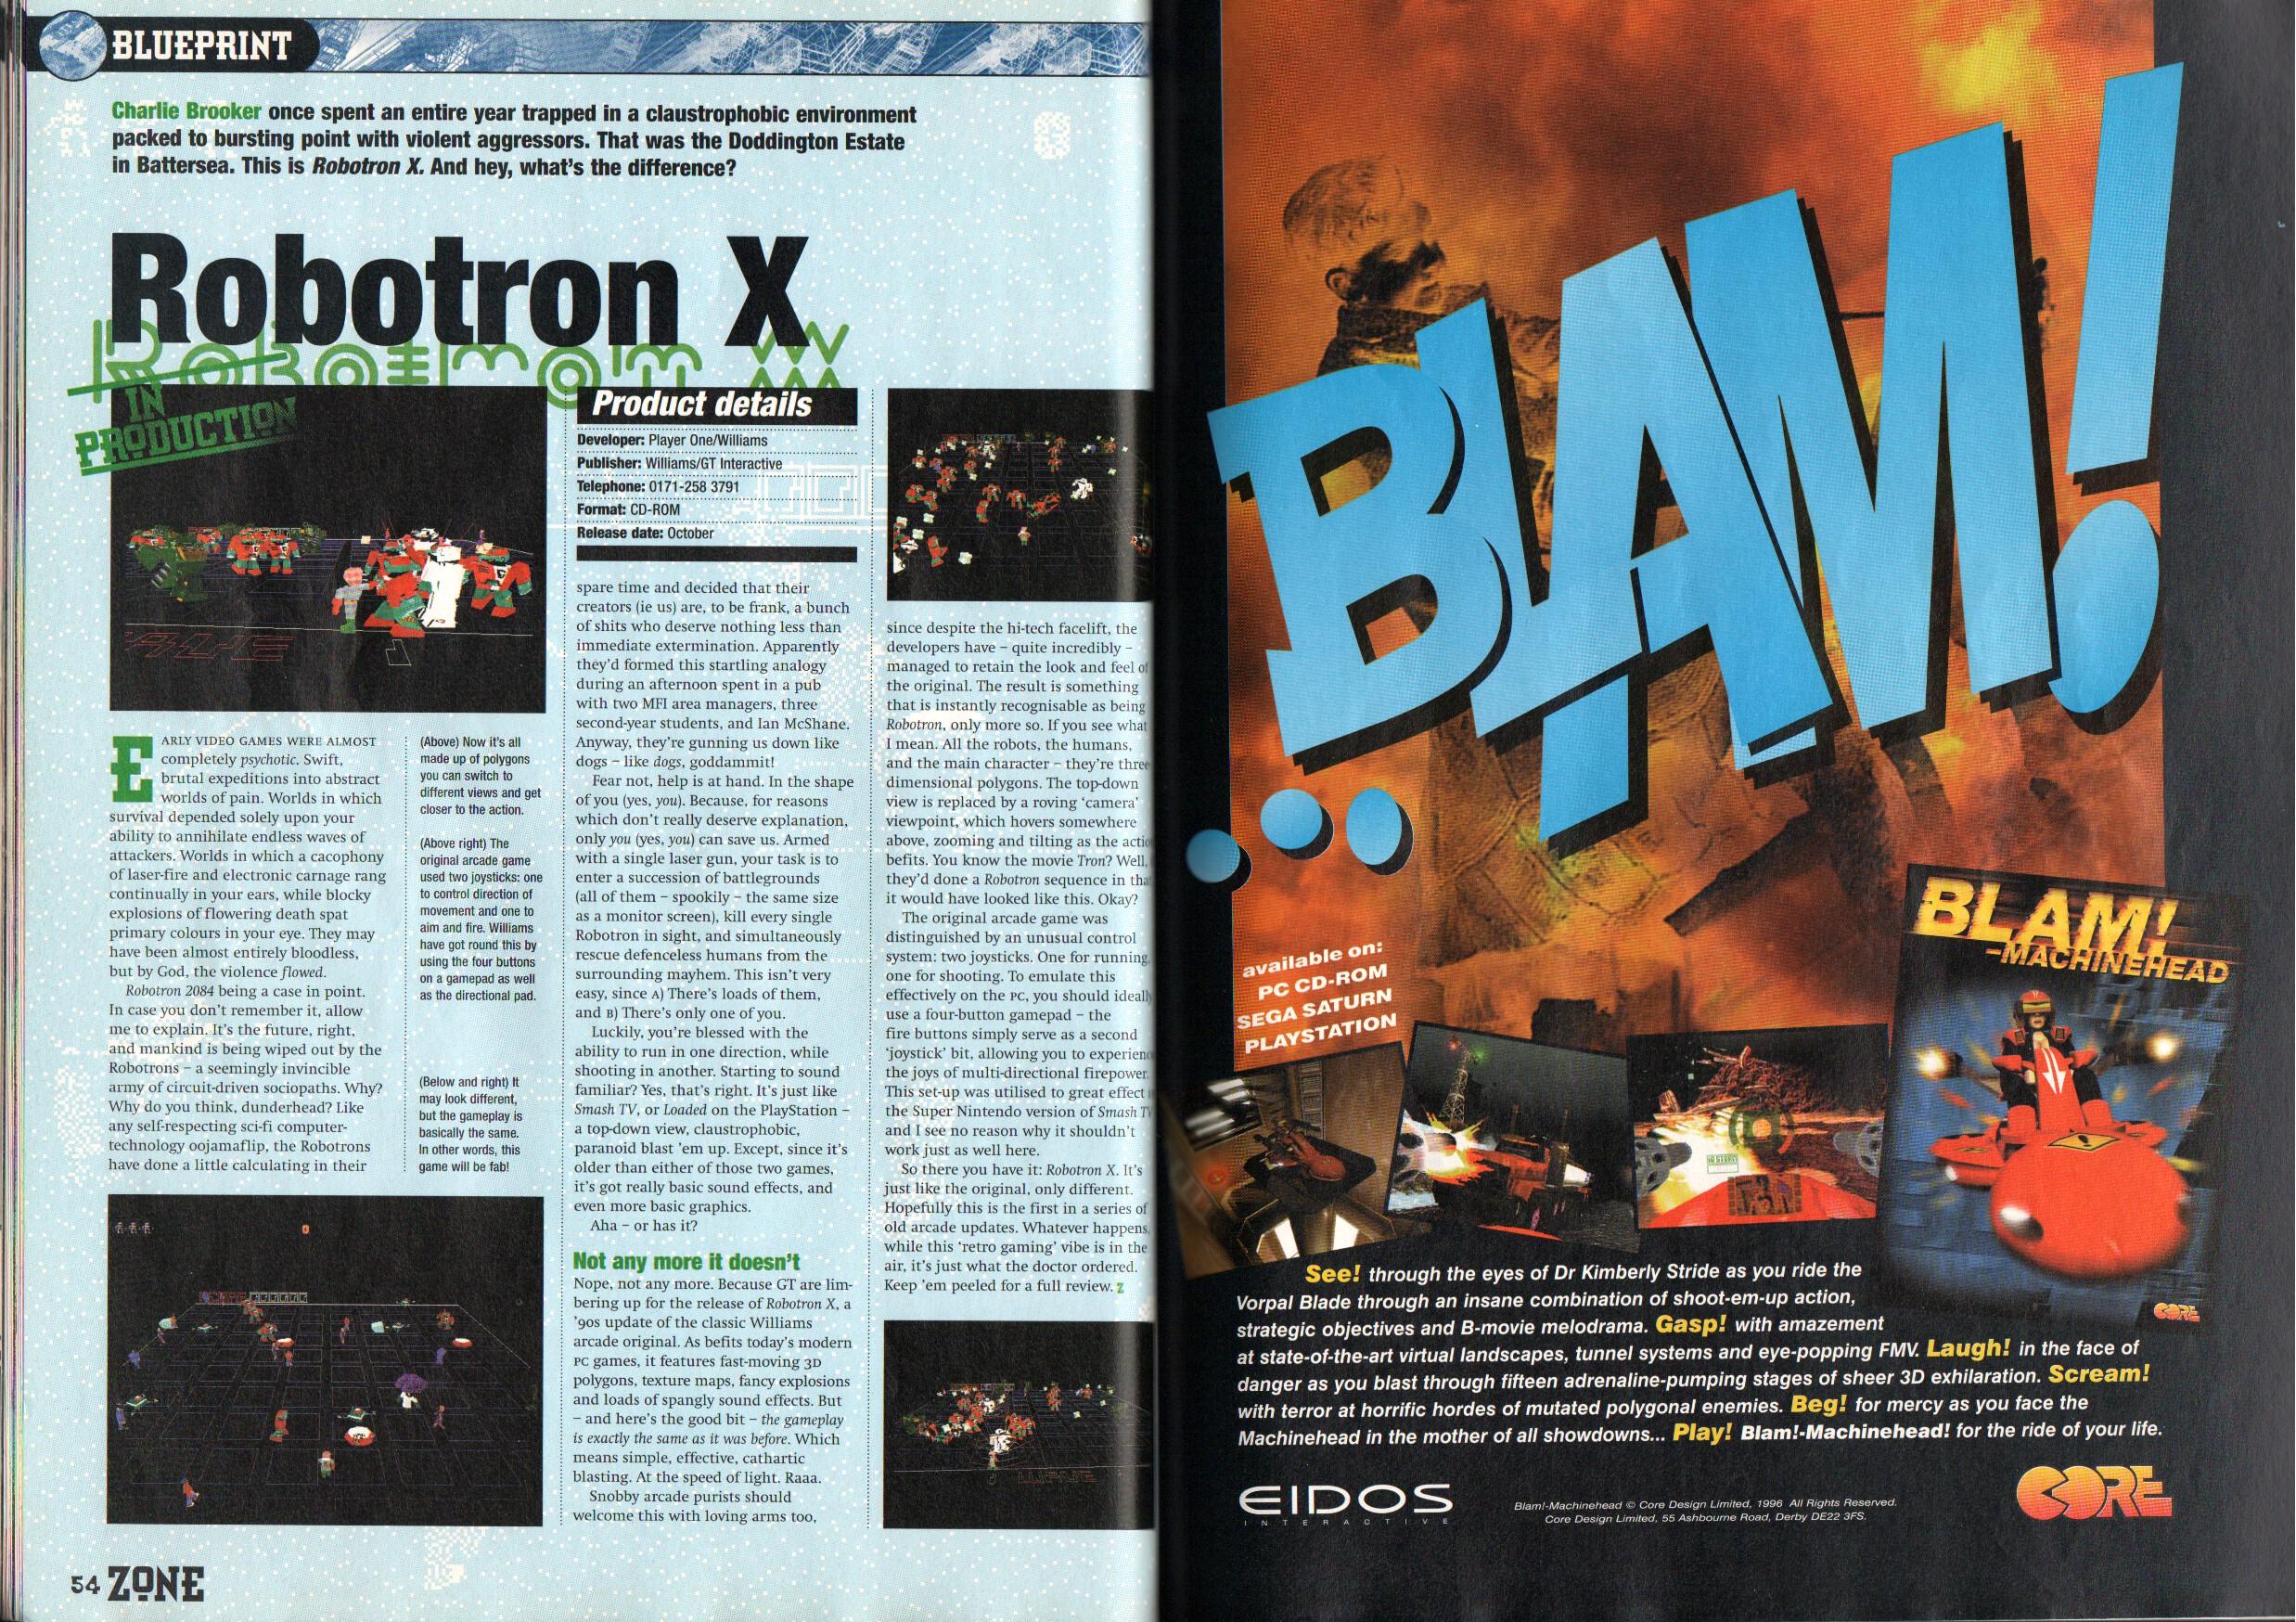 BLUEPRINT
Charlie Brooker once spent an entire year trapped in a claustrophobic environment
packed to bursting point with violent aggressors. That was the Doddington Estate
in Battersea. This is Robotron X. And hey, what's the difference?
Robotron X
Robotron X
IN
PRODUCTION
EARLY VIDEO GAMES WERE ALMOST
completely psychotic. Swift,
brutal expeditions into abstract
worlds of pain. Worlds in which
survival depended solely upon your
ability to annihilate endless waves of
attackers. Worlds in which a cacophony
of laser-fire and electronic carnage rang
continually in your ears, while blocky
explosions of flowering death spat
primary colours in your eye. They may
have been almost entirely bloodless,
but by God, the violence flowed.
Robotron 2084 being a case in point.
In case you don't remember it, allow
me to explain. It's the future, right,
and mankind is being wiped out by the
Robotrons – a seemingly invincible
army of circuit-driven sociopaths. Why?
Why do you think, dunderhead? Like
any self-respecting sci-fi computer-
technology oojamaflip, the Robotrons
have done a little calculating in their
(Above) Now it's all
made up of polygons
you can switch to
different views and get
closer to the action.
(Above right) The
original arcade game
used two joysticks: one
to control direction of
movement and one to
aim and fire. Williams
have got round this by
using the four buttons
on a gamepad as well
as the directional pad.
(Below and right) It
may look different,
but the gameplay is
basically the same.
In other words, this
game will be fab!
Product details
Developer: Player One/Williams
Publisher: Williams/GT Interactive
Telephone: 0171-258 3791
Format: CD-ROM
Release date: October
spare time and decided that their
creators (ie us) are, to be frank, a bunch
of shits who deserve nothing less than
immediate extermination. Apparently
they'd formed this startling analogy
during an afternoon spent in a pub
with two MFI area managers, three
second-year students, and Ian McShane.
Anyway, they're gunning us down like
dogs – like dogs, goddammit!
Fear not, help is at hand. In the shape
of you (yes, you). Because, for reasons
which don't really deserve explanation,
only you (yes, you) can save us. Armed
with a single laser gun, your task is to
enter a succession of battlegrounds
(all of them – spookily – the same size
as a monitor screen), kill every single
Robotron in sight, and simultaneously
rescue defenceless humans from the
surrounding mayhem. This isn't very
easy, since A) There's loads of them,
and B) There's only one of you.
Luckily, you're blessed with the
ability to run in one direction, while
shooting in another. Starting to sound
familiar? Yes, that's right. It's just like
Smash TV, or Loaded on the PlayStation –
a top-down view, claustrophobic,
paranoid blast 'em up. Except, since it's
older than either of those two games,
it's got really basic sound effects, and
even more basic graphics.
Aha – or has it?
Not any more it doesn't
Nope, not any more. Because GT are lim-
bering up for the release of Robotron X, a
'90s update of the classic Williams
arcade original. As befits today's modern
PC games, it features fast-moving 3D
polygons, texture maps, fancy explosions
and loads of spangly sound effects. But
– and here's the good bit – the gameplay
is exactly the same as it was before. Which
means simple, effective, cathartic
blasting. At the speed of light. Raaa.
Snobby arcade purists should
welcome this with loving arms too,
since despite the hi-tech facelift, the
developers have – quite incredibly –
managed to retain the look and feel of
the original. The result is something
that is instantly recognisable as being
Robotron, only more so. If you see what
I mean. All the robots, the humans,
and the main character – they're three
dimensional polygons. The top-down
view is replaced by a roving 'camera'
viewpoint, which hovers somewhere
above, zooming and tilting as the actio
befits. You know the movie Tron? Well,
they'd done a Robotron sequence in tha
it would have looked like this. Okay?
The original arcade game was
distinguished by an unusual control
system: two joysticks. One for running,
one for shooting. To emulate this
effectively on the PC, you should ideall
use a four-button gamepad – the
fire buttons simply serve as a second
'joystick' bit, allowing you to experienc
the joys of multi-directional firepower.
This set-up was utilised to great effect
the Super Nintendo version of Smash TV
and I see no reason why it shouldn't
work just as well here.
So there you have it: Robotron X. It's
just like the original, only different.
Hopefully this is the first in a series of
old arcade updates. Whatever happens,
while this 'retro gaming' vibe is in the
air, it's just what the doctor ordered.
Keep 'em peeled for a full review. Z
54 ZONE
BLAM!
available on:
PC CD-ROM
SEGA SATURN
PLAYSTATION
BLAM!
-MACHINEHEAD
CORE
See! through the eyes of Dr Kimberly Stride as you ride the
Vorpal Blade through an insane combination of shoot-em-up action,
strategic objectives and B-movie melodrama. Gasp! with amazement
at state-of-the-art virtual landscapes, tunnel systems and eye-popping FMV. Laugh! in the face of
danger as you blast through fifteen adrenaline-pumping stages of sheer 3D exhilaration. Scream!
with terror at horrific hordes of mutated polygonal enemies. Beg! for mercy as you face the
Machinehead in the mother of all showdowns... Play! Blam!-Machinehead! for the ride of your life.
EIDOS
INTERACTIVE
Blam!-Machinehead © Core Design Limited, 1996 All Rights Reserved.
Core Design Limited, 55 Ashbourne Road, Derby DE22 3FS.
CORE